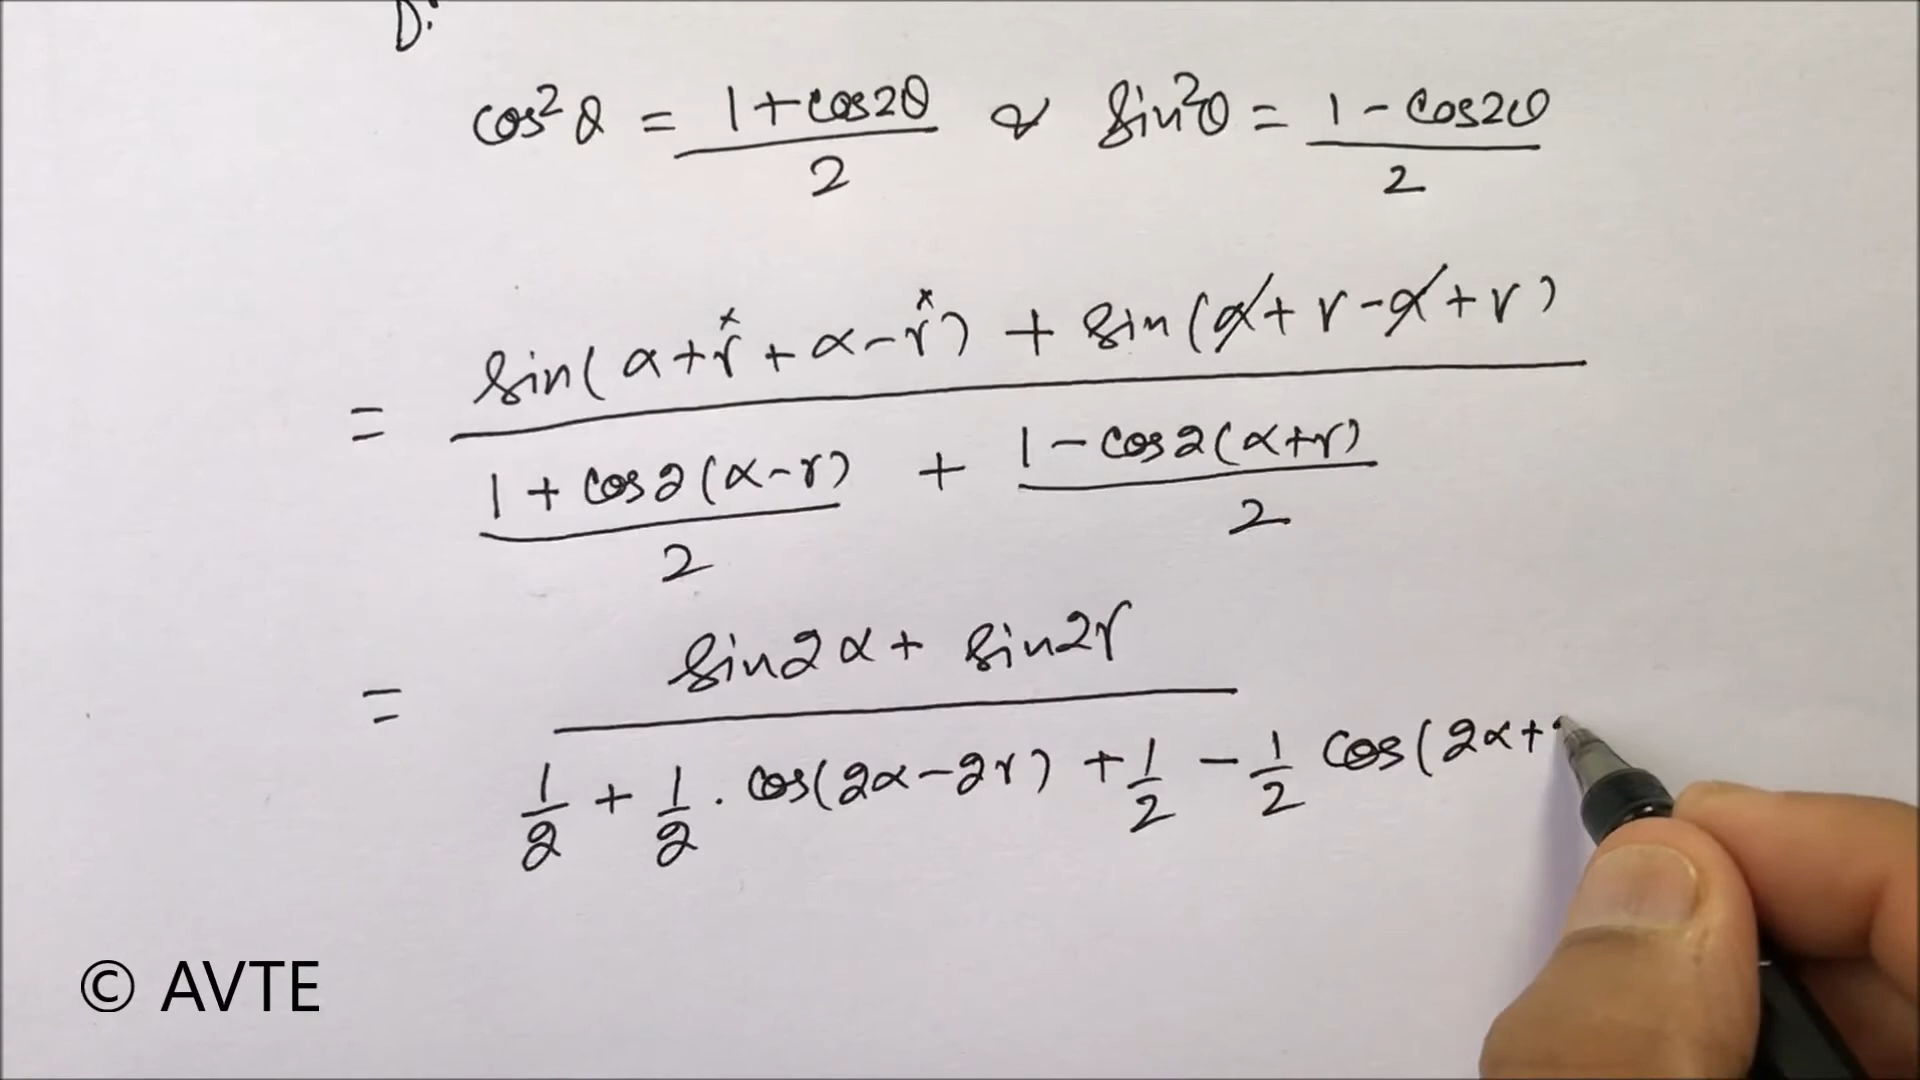 D:
cos²θ = (1+cos2θ)/2 & sin²θ = (1-cos2θ)/2
= (sin(α+r+α-r) + sin(α+r-α+r))/((1+cos2(α-r))/2 + (1-cos2(α+r))/2)
= (sin2α + sin2r)/(1/2 + 1/2 . cos(2α-2r) + 1/2 - 1/2 cos(2α+
© AVTE